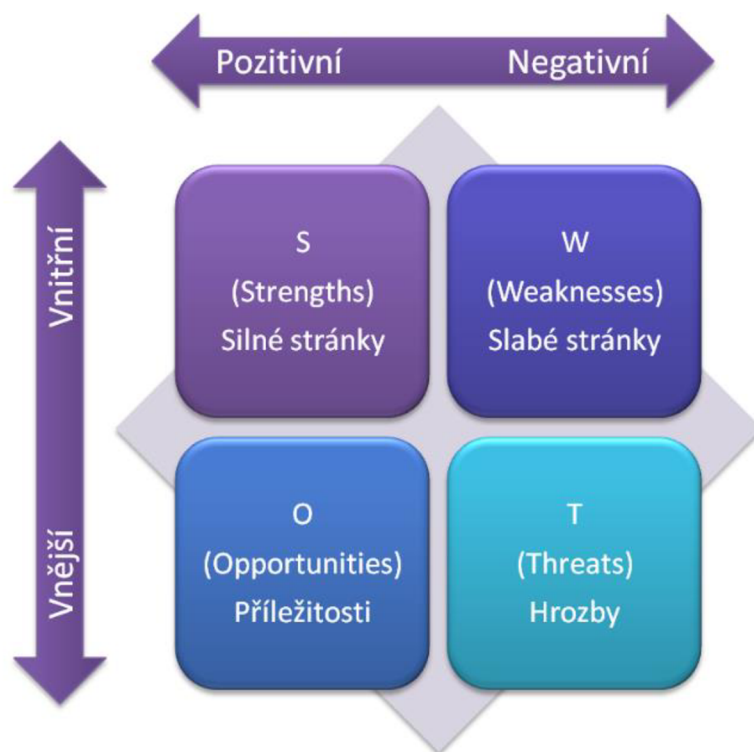 Pozitivní
Negativní
Vnitřní
Vnější
S
(Strengths)
Silné stránky
W
(Weaknesses)
Slabé stránky
O
(Opportunities)
Příležitosti
T
(Threats)
Hrozby